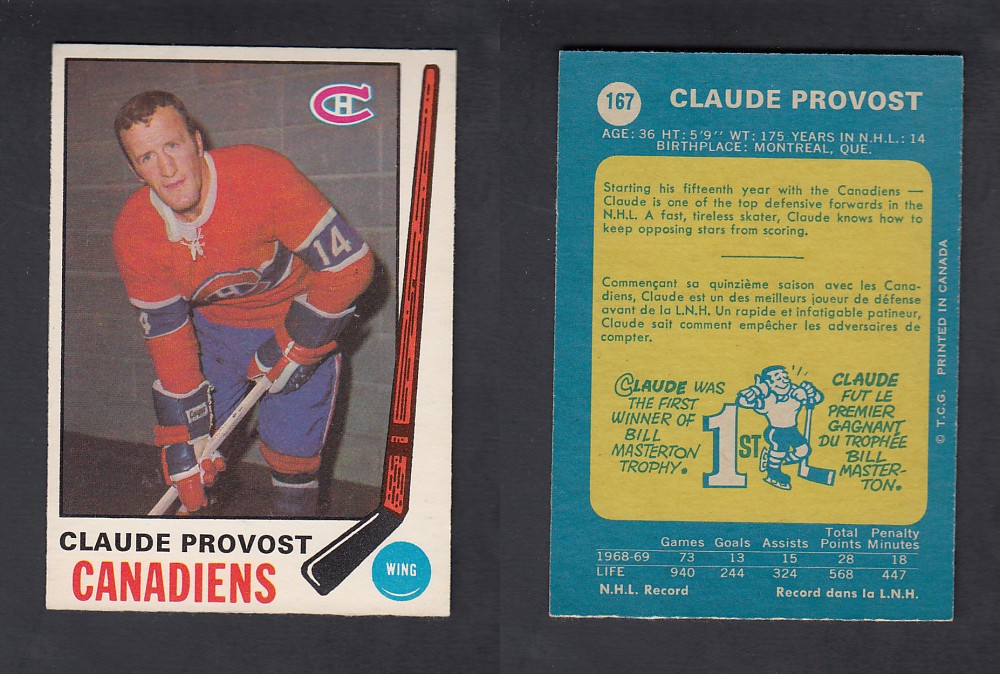 CH
14
CLAUDE PROVOST
CANADIENS
WING
167
CLAUDE PROVOST
AGE: 36 HT: 5'9'' WT: 175 YEARS IN N.H.L.: 14
BIRTHPLACE: MONTREAL, QUE.
Starting his fifteenth year with the Canadiens —
Claude is one of the top defensive forwards in the
N.H.L. A fast, tireless skater, Claude knows how to
keep opposing stars from scoring.
Commençant sa quinzième saison avec les Cana-
diens, Claude est un des meilleurs joueur de défense
avant de la L.N.H. Un rapide et infatigable patineur,
Claude sait comment empêcher les adversaires de
compter.
CLAUDE WAS
THE FIRST
WINNER OF
BILL
MASTERTON
TROPHY.
1ST
CLAUDE
FUT LE
PREMIER
GAGNANT
DU TROPHÉE
BILL
MASTER-
TON.
© T.C.G. PRINTED IN CANADA
Games Goals Assists Total Points Penalty Minutes
1968-69 73 13 15 28 18
LIFE 940 244 324 568 447
N.H.L. Record Record dans la L.N.H.